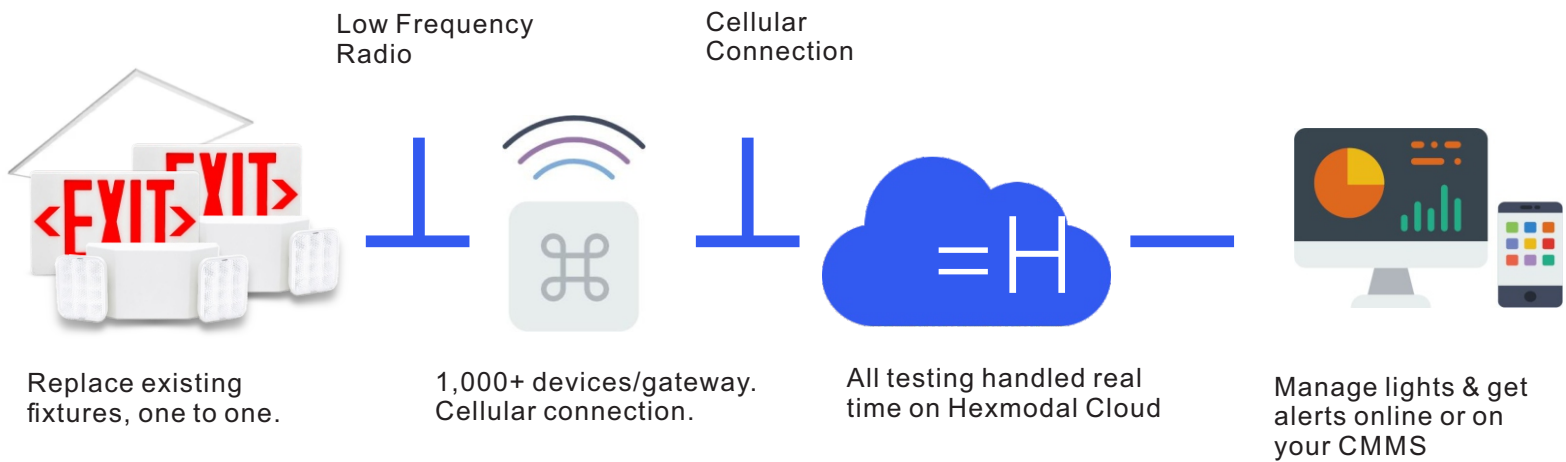 Low Frequency
Radio
Cellular
Connection
EXIT
<EXIT>
=H
Replace existing
fixtures, one to one.
1,000+ devices/gateway.
Cellular connection.
All testing handled real
time on Hexmodal Cloud
Manage lights & get
alerts online or on
your CMMS